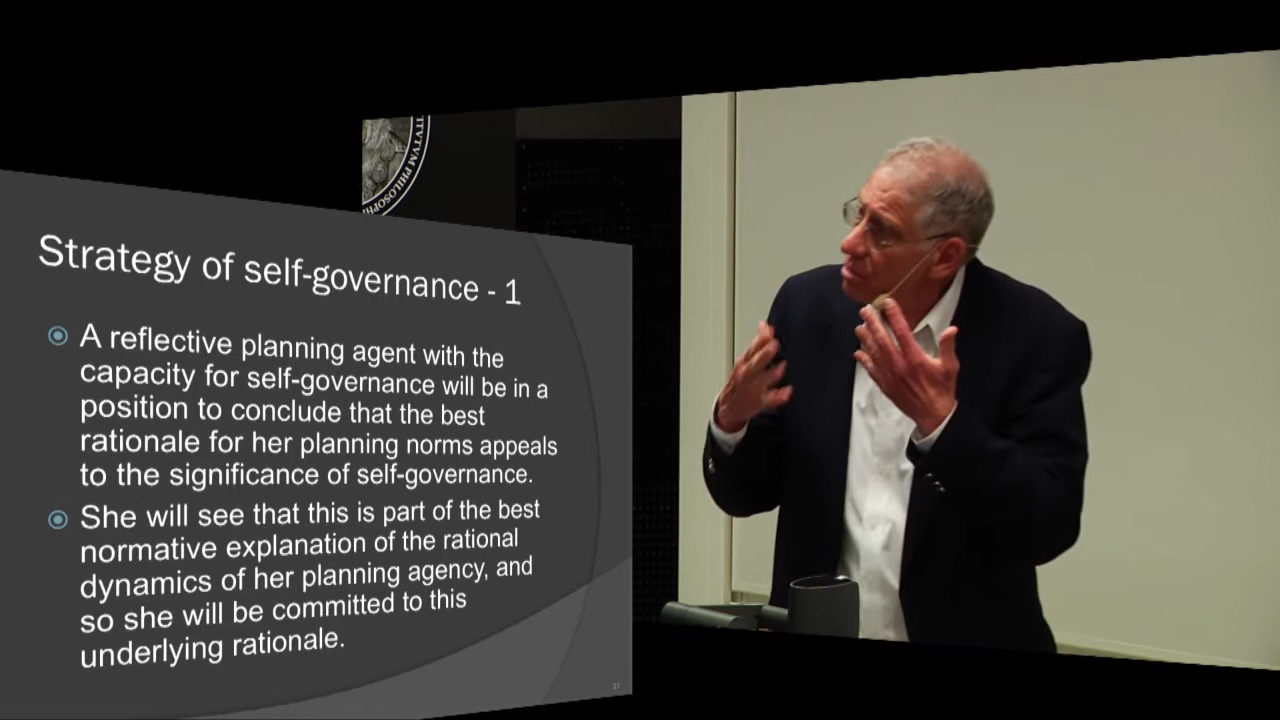 TITVTVM PHILOSOPHI
Strategy of self-governance - 1
A reflective planning agent with the
capacity for self-governance will be in a
position to conclude that the best
rationale for her planning norms appeals
to the significance of self-governance.
She will see that this is part of the best
normative explanation of the rational
dynamics of her planning agency, and
so she will be committed to this
underlying rationale.